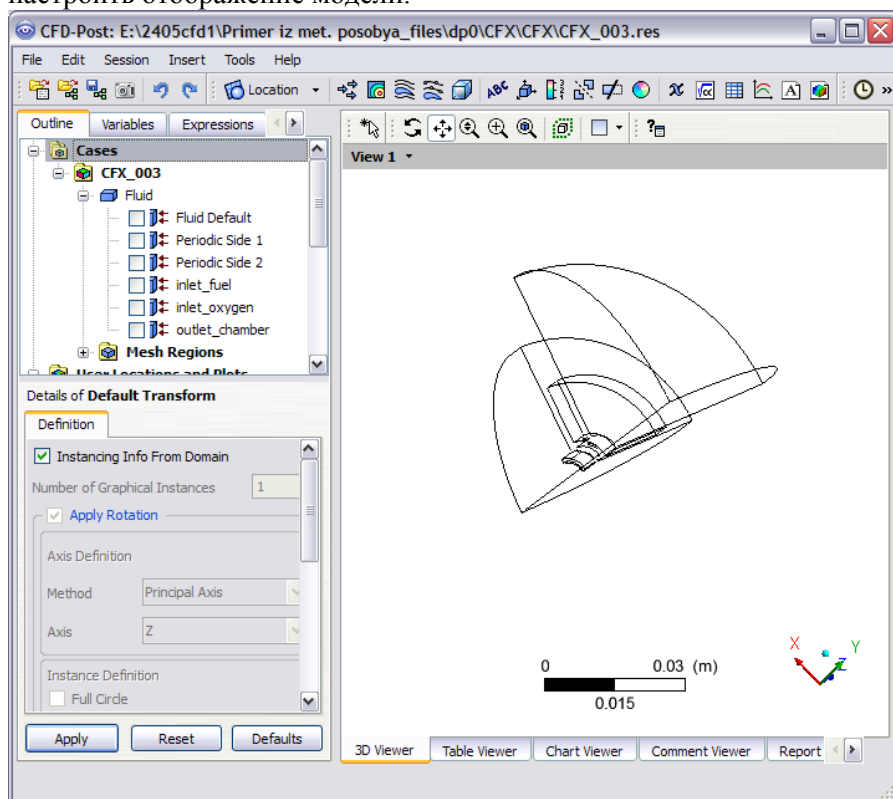 настроить отображение модели.
CFD-Post: E:\2405cfd1\Primer iz met. posobya_files\dp0\CFX\CFX\CFX_003.res
File Edit Session Insert Tools Help
Location
ABC
A
Outline Variables Expressions
View 1
Cases
CFX_003
Fluid
Fluid Default
Periodic Side 1
Periodic Side 2
inlet_fuel
inlet_oxygen
outlet_chamber
Mesh Regions
User Locations and Plots
Details of Default Transform
Definition
Instancing Info From Domain
Number of Graphical Instances 1
Apply Rotation
Axis Definition
Method Principal Axis
Axis Z
Instance Definition
Full Circle
Apply Reset Defaults
X Y Z
0 0.03 (m)
0.015
3D Viewer Table Viewer Chart Viewer Comment Viewer Report